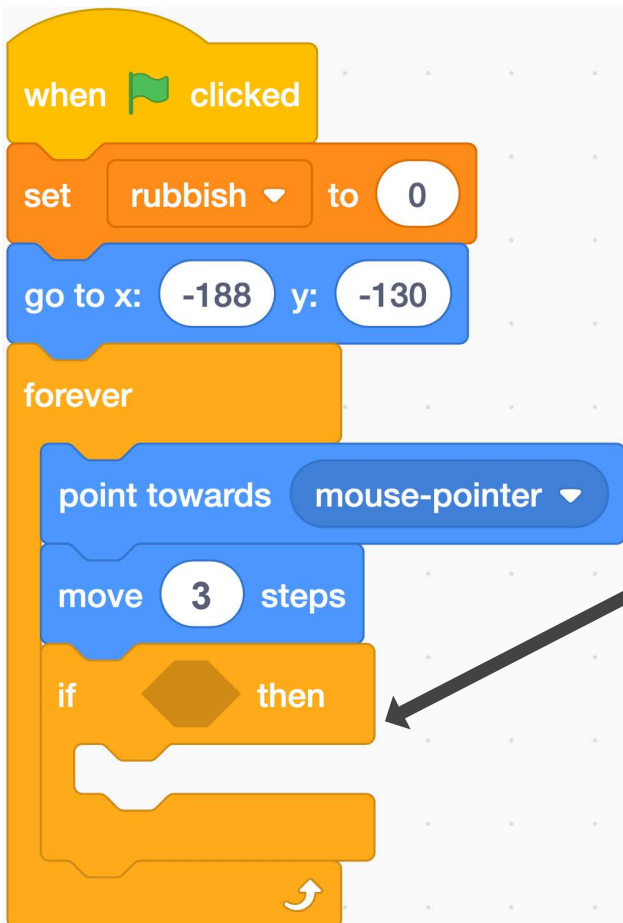 when clicked
set rubbish to 0
go to x: -188 y: -130
forever
point towards mouse-pointer
move 3 steps
if then